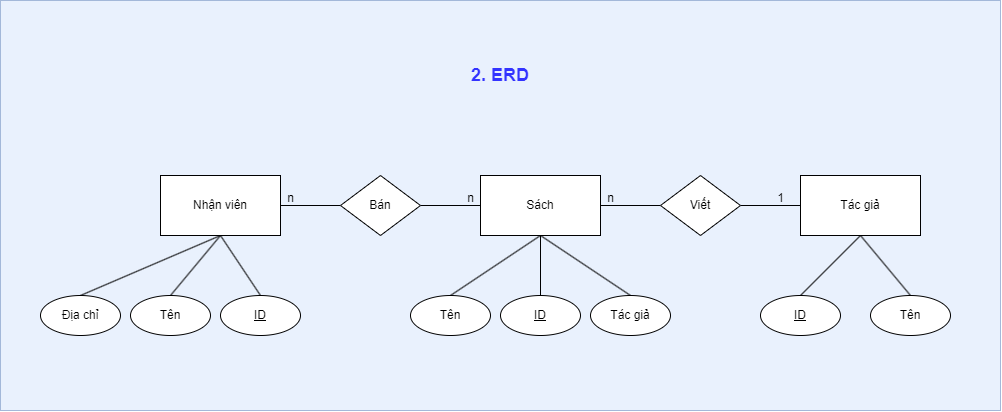 2. ERD
Nhận viên
n
Bán
n
Sách
n
Viết
1
Tác giả
Địa chỉ
Tên
ID
Tên
ID
Tác giả
ID
Tên